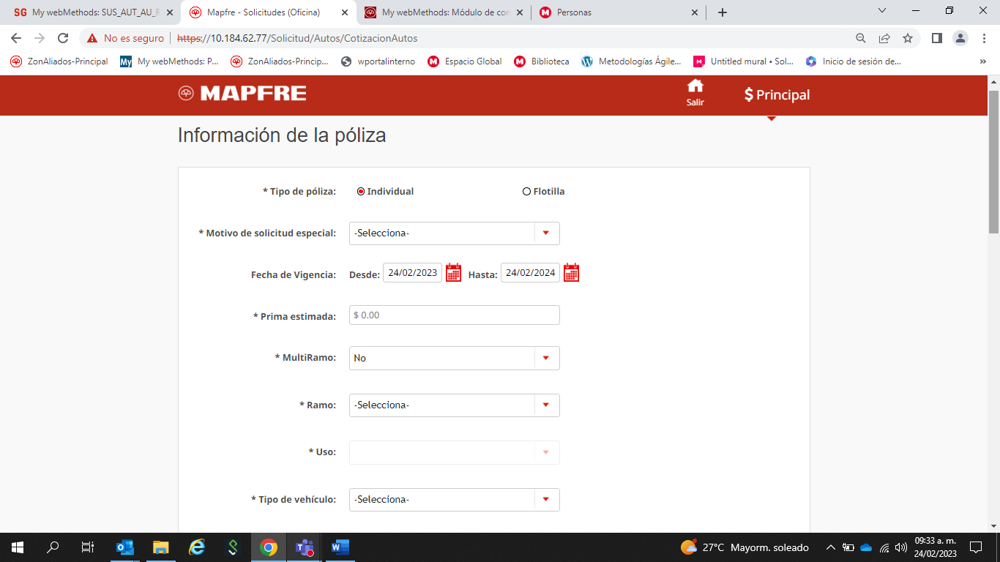 SG My webMethods: SUS_AUT_AU_R
Mapfre - Solicitudes (Oficina)
My webMethods: Módulo de con
Personas
No es seguro https://10.184.62.77/Solicitud/Autos/CotizacionAutos
ZonAliados-Principal
My My webMethods: P...
ZonAliados-Princip...
wportalinterno
Espacio Global
Biblioteca
Metodologías Ágile...
Untitled mural • Sol...
Inicio de sesión de...
MAPFRE
Salir
$ Principal
Información de la póliza
* Tipo de póliza: Individual Flotilla
* Motivo de solicitud especial: -Selecciona-
Fecha de Vigencia: Desde: 24/02/2023 Hasta: 24/02/2024
* Prima estimada: $ 0.00
* MultiRamo: No
* Ramo: -Selecciona-
* Uso:
* Tipo de vehículo: -Selecciona-
27°C Mayorm. soleado
09:33 a. m.
24/02/2023